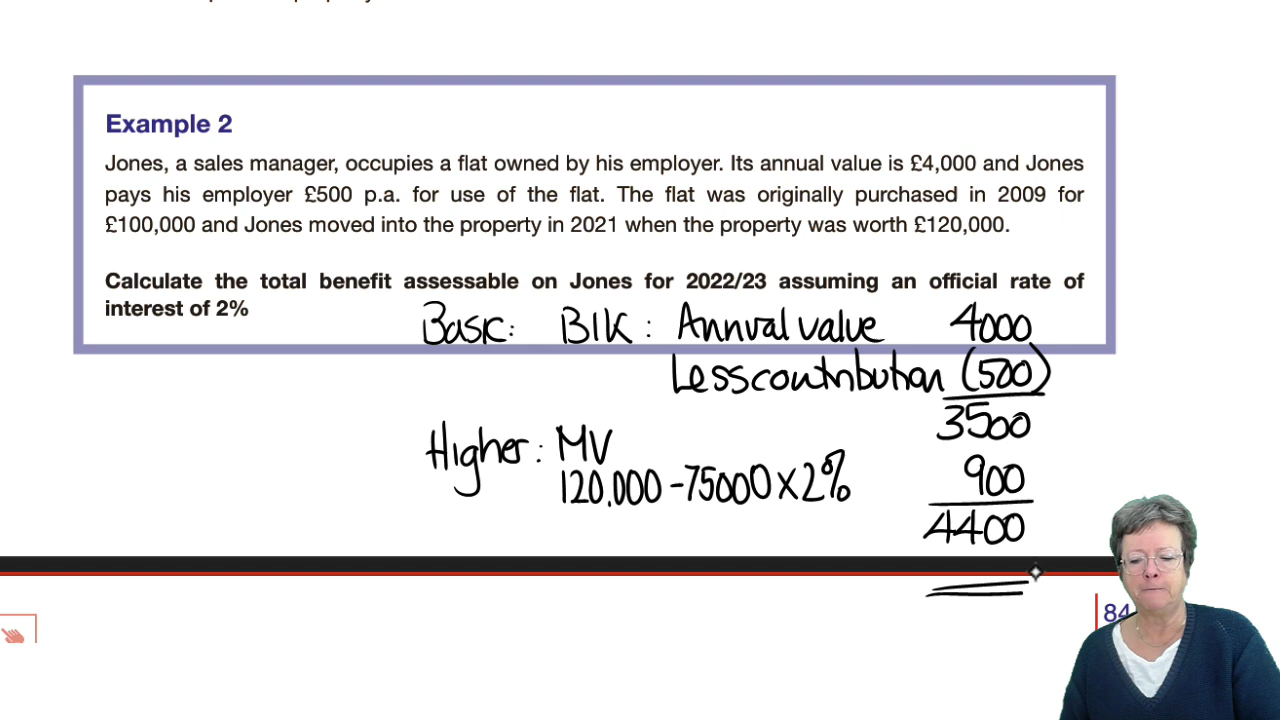 Example 2
Jones, a sales manager, occupies a flat owned by his employer. Its annual value is £4,000 and Jones
pays his employer £500 p.a. for use of the flat. The flat was originally purchased in 2009 for
£100,000 and Jones moved into the property in 2021 when the property was worth £120,000.
Calculate the total benefit assessable on Jones for 2022/23 assuming an official rate of
interest of 2%
Basic: BIK: Annual value 4000
Less contribution (500)
3500
Higher: MV
120.000 - 75000 X 2% 900
4400
84